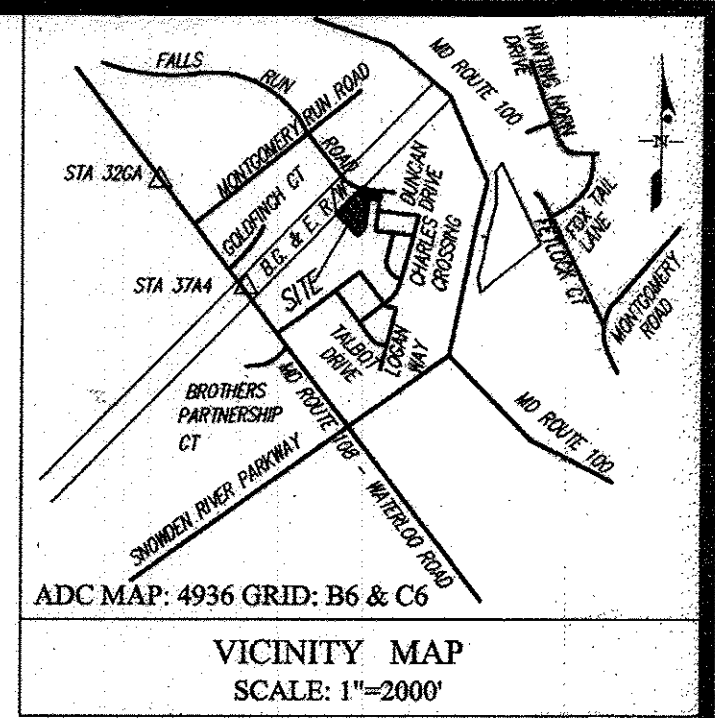 FALLS
RUN
ROAD
MD ROUTE 100
HUNTING HORN
DRIVE
MONTGOMERY RUN ROAD
STA 32GA
GOLDFINCH CT
B.G. & E. R/W
DUNCAN
DRIVE
CHARLES
CROSSING
FOX TAIL
LANE
FETLOCK CT
MONTGOMERY
ROAD
STA 37A4
SITE
TALBOT
DRIVE
LOGAN
WAY
BROTHERS
PARTNERSHIP
CT
MD ROUTE 108 - WATERLOO ROAD
MD ROUTE 100
SNOWDEN RIVER PARKWAY
N
ADC MAP: 4936 GRID: B6 & C6
VICINITY MAP
SCALE: 1"=2000'